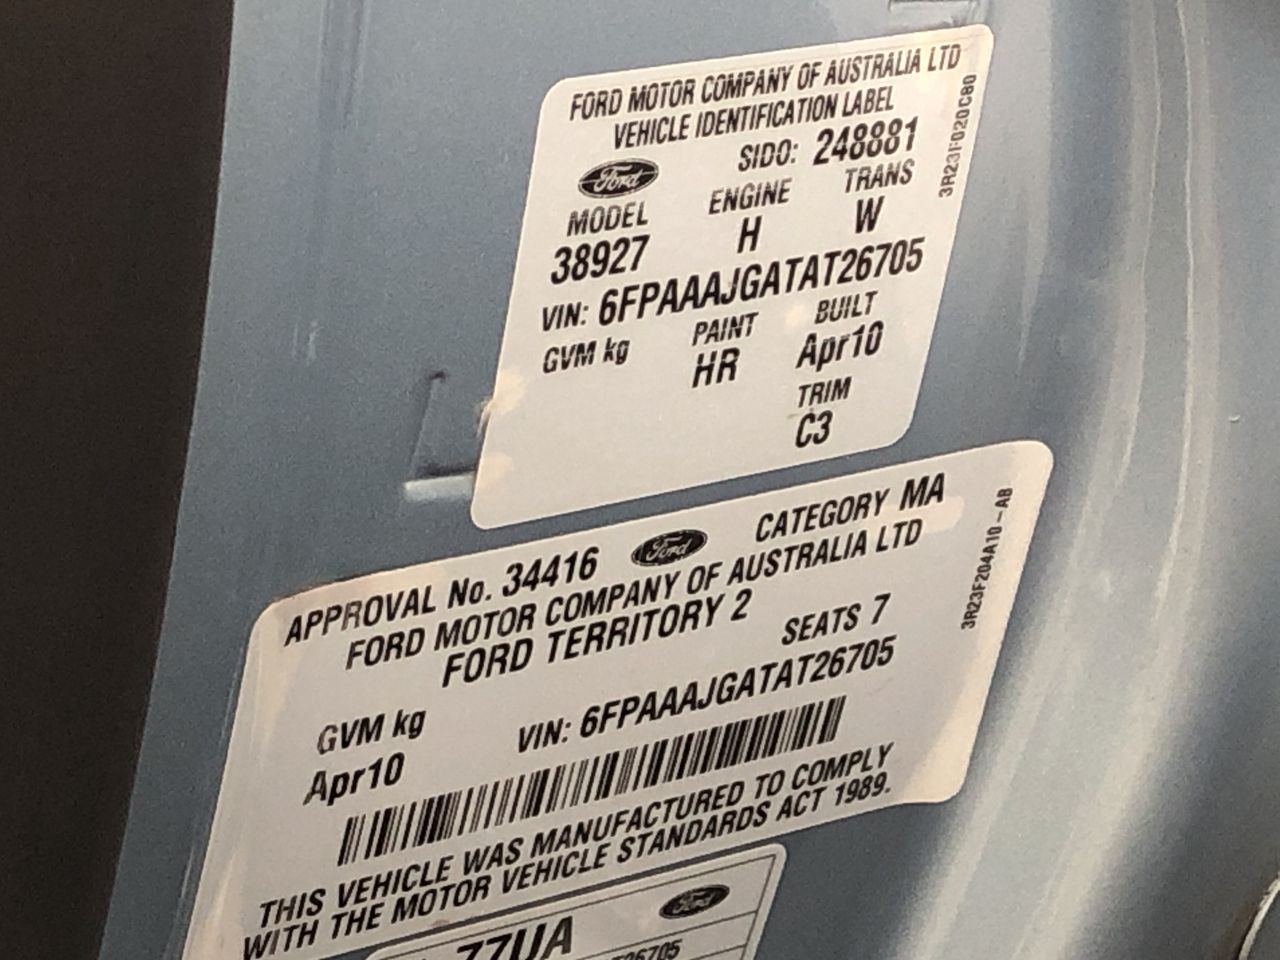 FORD MOTOR COMPANY OF AUSTRALIA LTD
VEHICLE IDENTIFICATION LABEL
Ford SIDO: 248881
MODEL ENGINE TRANS
38927 H W
VIN: 6FPAAAJGATAT26705
GVM kg PAINT BUILT
HR Apr10
TRIM
C3
3R23F020C80
APPROVAL No. 34416 Ford CATEGORY MA
FORD MOTOR COMPANY OF AUSTRALIA LTD
FORD TERRITORY 2
SEATS 7
GVM kg VIN: 6FPAAAJGATAT26705
Apr10
THIS VEHICLE WAS MANUFACTURED TO COMPLY
WITH THE MOTOR VEHICLE STANDARDS ACT 1989.
3R23F204A10-AB
Ford
77UA
26705